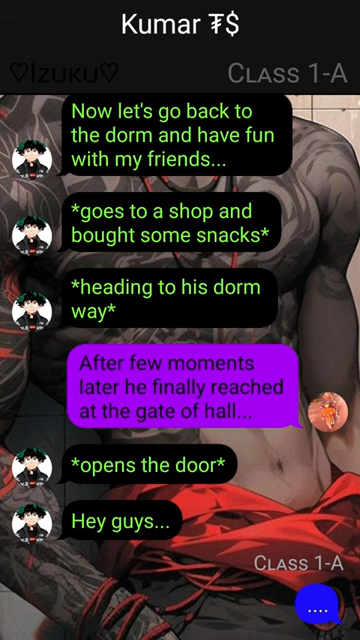 Kumar ₮$
♡Izuku♡
Class 1-A
Now let's go back to
the dorm and have fun
with my friends...
*goes to a shop and
bought some snacks*
*heading to his dorm
way*
After few moments
later he finally reached
at the gate of hall...
*opens the door*
Hey guys...
Class 1-A
....